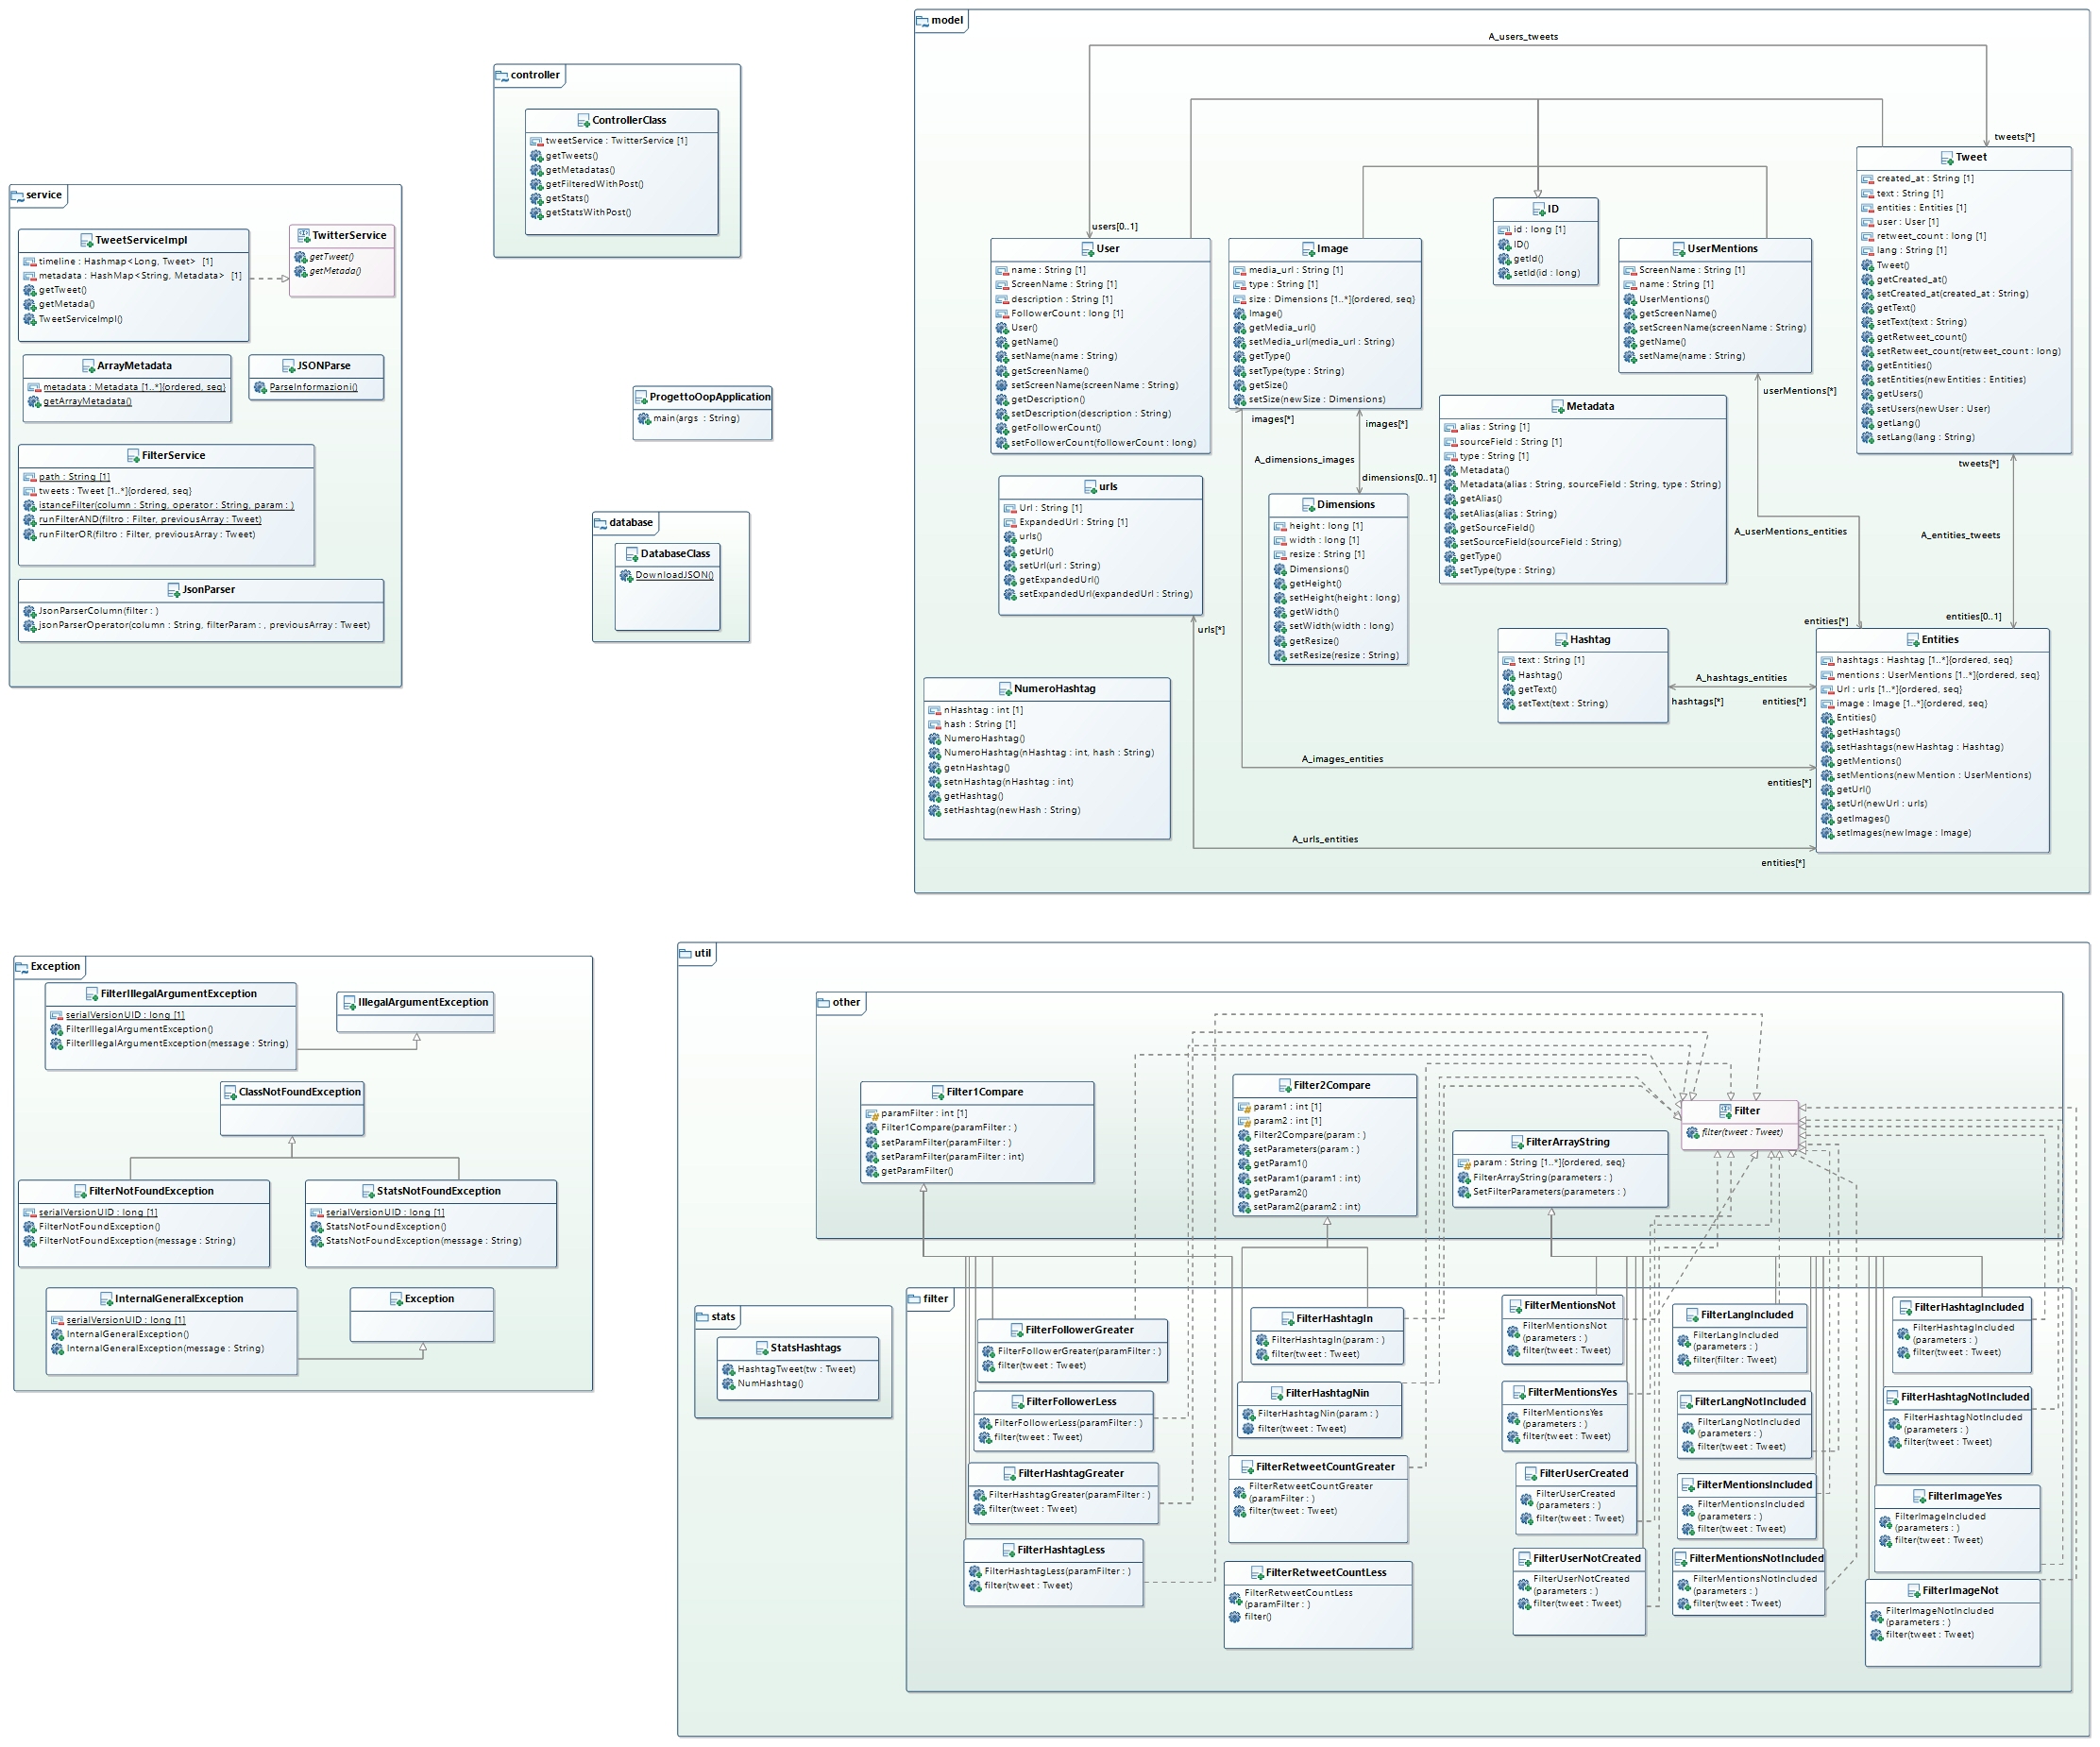 service
TweetServiceImpl
timeline : Hashmap<Long, Tweet>  [1]
metadata : HashMap<String, Metadata>  [1]
getTweet()
getMetada()
TweetServiceImpl()
TwitterService
getTweet()
getMetada()
ArrayMetadata
metadata : Metadata [1..*]{ordered, seq}
getArrayMetadata()
JSONParse
ParseInformazioni()
FilterService
path : String [1]
tweets : Tweet [1..*]{ordered, seq}
istanceFilter(column : String, operator : String, param : )
runFilterAND(filtro : Filter, previousArray : Tweet)
runFilterOR(filtro : Filter, previousArray : Tweet)
JsonParser
JsonParserColumn(filter : )
jsonParserOperator(column : String, filterParam : , previousArray : Tweet)
controller
ControllerClass
tweetService : TwitterService [1]
getTweets()
getMetadatas()
getFilteredWithPost()
getStats()
getStatsWithPost()
ProgettoOopApplication
main(args  : String)
database
DatabaseClass
DownloadJSON()
model
A_users_tweets
tweets[*]
users[0..1]
User
name : String [1]
ScreenName : String [1]
description : String [1]
FollowerCount : long [1]
User()
getName()
setName(name : String)
getScreenName()
setScreenName(screenName : String)
getDescription()
setDescription(description : String)
getFollowerCount()
setFollowerCount(followerCount : long)
Image
media_url : String [1]
type : String [1]
size : Dimensions [1..*]{ordered, seq}
Image()
getMedia_url()
setMedia_url(media_url : String)
getType()
setType(type : String)
getSize()
setSize(newSize : Dimensions)
ID
id : long [1]
ID()
getId()
setId(id : long)
UserMentions
ScreenName : String [1]
name : String [1]
UserMentions()
getScreenName()
setScreenName(screenName : String)
getName()
setName(name : String)
Tweet
created_at : String [1]
text : String [1]
entities : Entities [1]
user : User [1]
retweet_count : long [1]
lang : String [1]
Tweet()
getCreated_at()
setCreated_at(created_at : String)
getText()
setText(text : String)
getRetweet_count()
setRetweet_count(retweet_count : long)
getEntities()
setEntities(newEntities : Entities)
getUsers()
setUsers(newUser : User)
getLang()
setLang(lang : String)
images[*]
images[*]
A_dimensions_images
dimensions[0..1]
userMentions[*]
A_userMentions_entities
tweets[*]
A_entities_tweets
entities[0..1]
entities[*]
urls
Url : String [1]
ExpandedUrl : String [1]
urls()
getUrl()
setUrl(url : String)
getExpandedUrl()
setExpandedUrl(expandedUrl : String)
urls[*]
Dimensions
height : long [1]
width : long [1]
resize : String [1]
Dimensions()
getHeight()
setHeight(height : long)
getWidth()
setWidth(width : long)
getResize()
setResize(resize : String)
Metadata
alias : String [1]
sourceField : String [1]
type : String [1]
Metadata()
Metadata(alias : String, sourceField : String, type : String)
getAlias()
setAlias(alias : String)
getSourceField()
setSourceField(sourceField : String)
getType()
setType(type : String)
Hashtag
text : String [1]
Hashtag()
getText()
setText(text : String)
A_hashtags_entities
hashtags[*]
entities[*]
Entities
hashtags : Hashtag [1..*]{ordered, seq}
mentions : UserMentions [1..*]{ordered, seq}
Url : urls [1..*]{ordered, seq}
image : Image [1..*]{ordered, seq}
Entities()
getHashtags()
setHashtags(newHashtag : Hashtag)
getMentions()
setMentions(newMention : UserMentions)
getUrl()
setUrl(newUrl : urls)
getImages()
setImages(newImage : Image)
NumeroHashtag
nHashtag : int [1]
hash : String [1]
NumeroHashtag()
NumeroHashtag(nHashtag : int, hash : String)
getnHashtag()
setnHashtag(nHashtag : int)
getHashtag()
setHashtag(newHash : String)
A_images_entities
entities[*]
A_urls_entities
entities[*]
Exception
FilterIllegalArgumentException
serialVersionUID : long [1]
FilterIllegalArgumentException()
FilterIllegalArgumentException(message : String)
IllegalArgumentException
ClassNotFoundException
FilterNotFoundException
serialVersionUID : long [1]
FilterNotFoundException()
FilterNotFoundException(message : String)
StatsNotFoundException
serialVersionUID : long [1]
StatsNotFoundException()
StatsNotFoundException(message : String)
InternalGeneralException
serialVersionUID : long [1]
InternalGeneralException()
InternalGeneralException(message : String)
Exception
util
other
Filter1Compare
paramFilter : int [1]
Filter1Compare(paramFilter : )
setParamFilter(paramFilter : )
setParamFilter(paramFilter : int)
getParamFilter()
Filter2Compare
param1 : int [1]
param2 : int [1]
Filter2Compare(param : )
setParameters(param : )
getParam1()
setParam1(param1 : int)
getParam2()
setParam2(param2 : int)
FilterArrayString
param : String [1..*]{ordered, seq}
FilterArrayString(parameters : )
SetFilterParameters(parameters : )
Filter
filter(tweet : Tweet)
stats
StatsHashtags
HashtagTweet(tw : Tweet)
NumHashtag()
filter
FilterFollowerGreater
FilterFollowerGreater(paramFilter : )
filter(tweet : Tweet)
FilterFollowerLess
FilterFollowerLess(paramFilter : )
filter(tweet : Tweet)
FilterHashtagGreater
FilterHashtagGreater(paramFilter : )
filter(tweet : Tweet)
FilterHashtagLess
FilterHashtagLess(paramFilter : )
filter(tweet : Tweet)
FilterHashtagIn
FilterHashtagIn(param : )
filter(tweet : Tweet)
FilterHashtagNin
FilterHashtagNin(param : )
filter(tweet : Tweet)
FilterRetweetCountGreater
FilterRetweetCountGreater
(paramFilter : )
filter(tweet : Tweet)
FilterRetweetCountLess
FilterRetweetCountLess
(paramFilter : )
filter()
FilterMentionsNot
FilterMentionsNot
(parameters : )
filter(tweet : Tweet)
FilterMentionsYes
FilterMentionsYes
(parameters : )
filter(tweet : Tweet)
FilterUserCreated
FilterUserCreated
(parameters : )
filter(tweet : Tweet)
FilterUserNotCreated
FilterUserNotCreated
(parameters : )
filter(tweet : Tweet)
FilterLangIncluded
FilterLangIncluded
(parameters : )
filter(filter : Tweet)
FilterLangNotIncluded
FilterLangNotIncluded
(parameters : )
filter(tweet : Tweet)
FilterMentionsIncluded
FilterMentionsIncluded
(parameters : )
filter(tweet : Tweet)
FilterMentionsNotIncluded
FilterMentionsNotIncluded
(parameters : )
filter(tweet : Tweet)
FilterHashtagIncluded
FilterHashtagIncluded
(parameters : )
filter(tweet : Tweet)
FilterHashtagNotIncluded
FilterHashtagNotIncluded
(parameters : )
filter(tweet : Tweet)
FilterImageYes
FilterImageIncluded
(parameters : )
filter(tweet : Tweet)
FilterImageNot
FilterImageNotIncluded
(parameters : )
filter(tweet : Tweet)